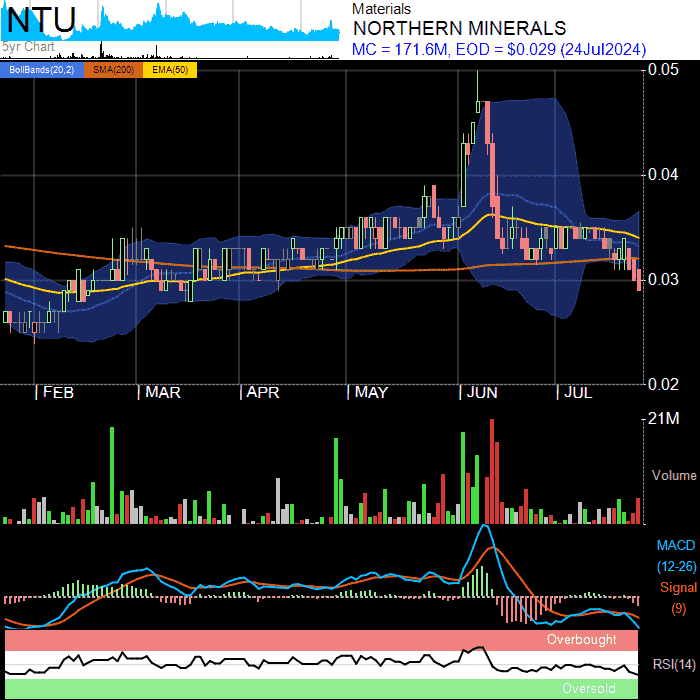 NTU
5yr Chart
Materials
NORTHERN MINERALS
MC = 171.6M, EOD = $0.029 (24Jul2024)
BollBands(20,2) SMA(200) EMA(50)
0.05
0.04
0.03
0.02
FEB MAR APR MAY JUN JUL
21M
Volume
MACD
(12-26)
Signal
(9)
Overbought
RSI(14)
Oversold